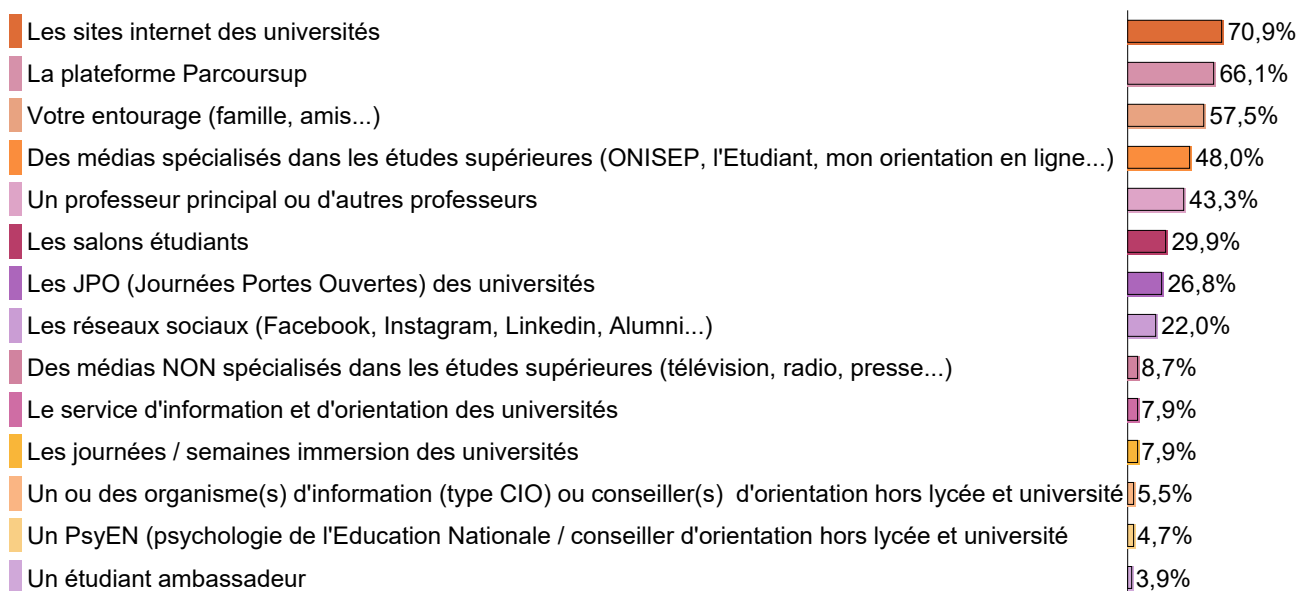 Les sites internet des universités 70,9%
La plateforme Parcoursup 66,1%
Votre entourage (famille, amis...) 57,5%
Des médias spécialisés dans les études supérieures (ONISEP, l'Etudiant, mon orientation en ligne...) 48,0%
Un professeur principal ou d'autres professeurs 43,3%
Les salons étudiants 29,9%
Les JPO (Journées Portes Ouvertes) des universités 26,8%
Les réseaux sociaux (Facebook, Instagram, Linkedin, Alumni...) 22,0%
Des médias NON spécialisés dans les études supérieures (télévision, radio, presse...) 8,7%
Le service d'information et d'orientation des universités 7,9%
Les journées / semaines immersion des universités 7,9%
Un ou des organisme(s) d'information (type CIO) ou conseiller(s)  d'orientation hors lycée et université 5,5%
Un PsyEN (psychologie de l'Education Nationale / conseiller d'orientation hors lycée et université 4,7%
Un étudiant ambassadeur 3,9%